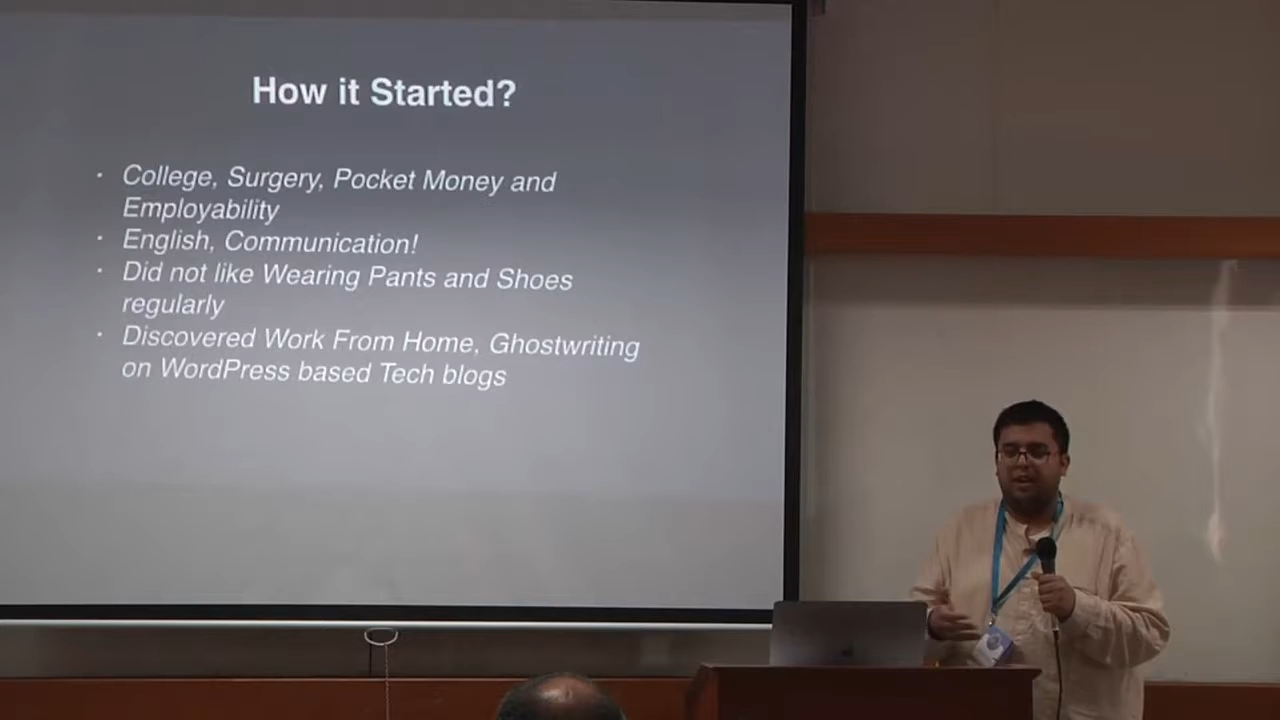 How it Started?
· College, Surgery, Pocket Money and
Employability
· English, Communication!
· Did not like Wearing Pants and Shoes
regularly
· Discovered Work From Home, Ghostwriting
on WordPress based Tech blogs